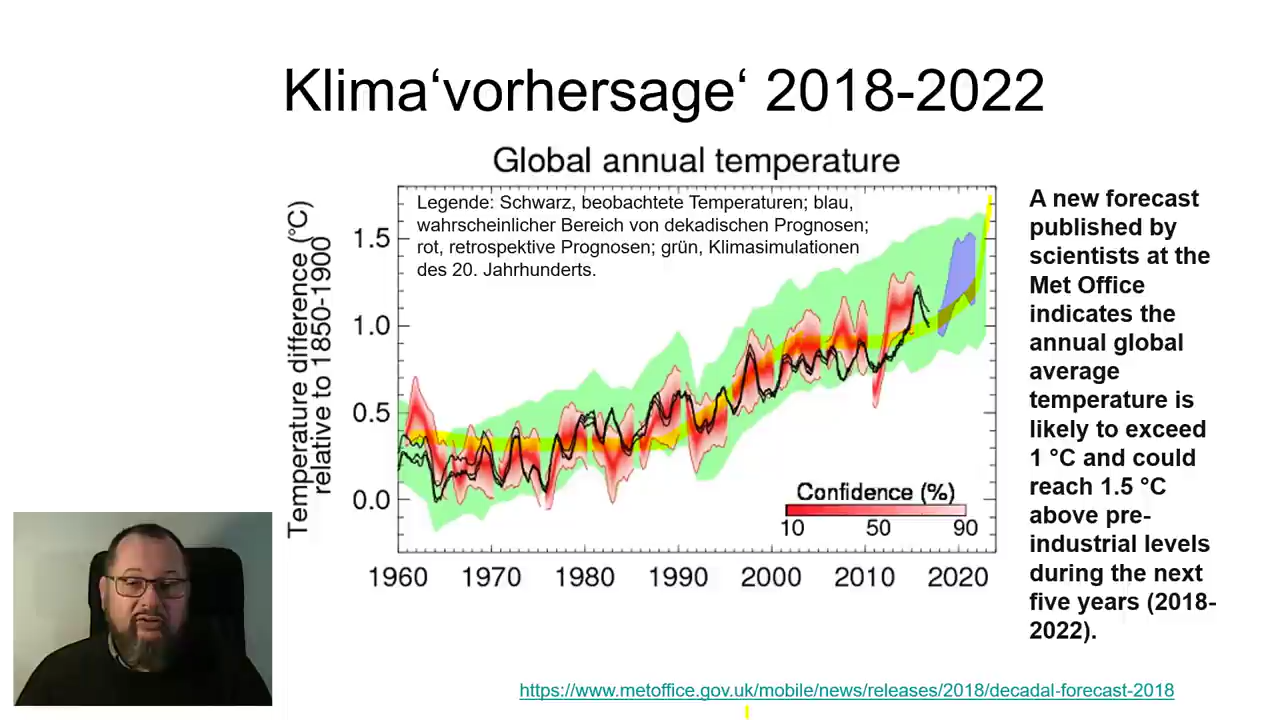 Klima‘vorhersage‘ 2018-2022
Global annual temperature
Legende: Schwarz, beobachtete Temperaturen; blau,
wahrscheinlicher Bereich von dekadischen Prognosen;
rot, retrospektive Prognosen; grün, Klimasimulationen
des 20. Jahrhunderts.
Temperature difference (°C)
relative to 1850-1900
1.5
1.0
0.5
0.0
Confidence (%)
10 50 90
1960 1970 1980 1990 2000 2010 2020
A new forecast
published by
scientists at the
Met Office
indicates the
annual global
average
temperature is
likely to exceed
1 °C and could
reach 1.5 °C
above pre-
industrial levels
during the next
five years (2018-
2022).
https://www.metoffice.gov.uk/mobile/news/releases/2018/decadal-forecast-2018